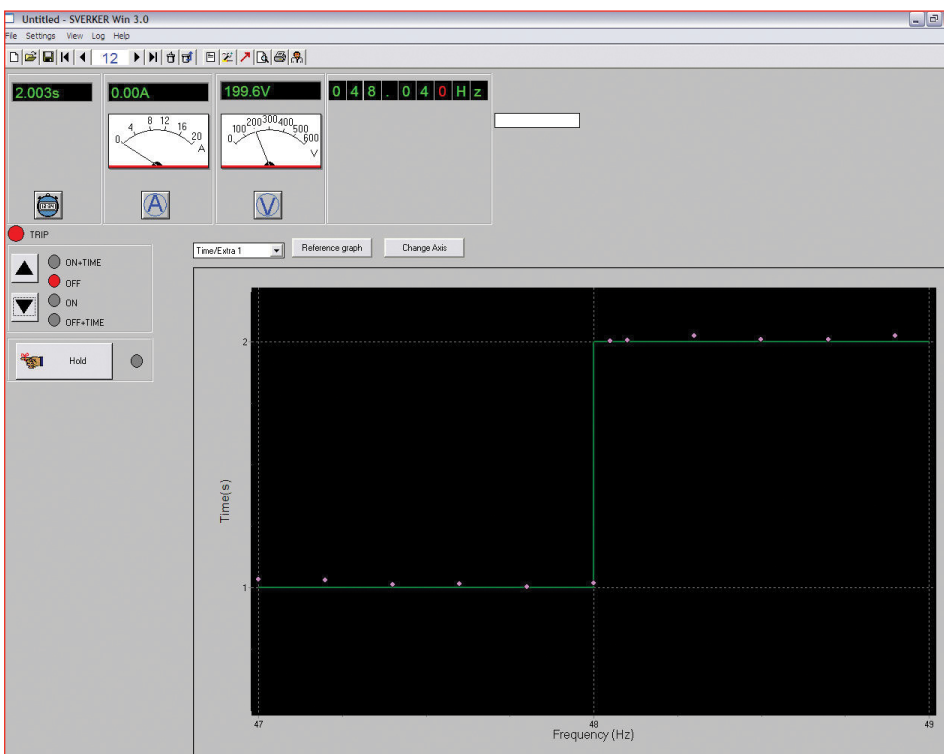 Untitled - SVERKER Win 3.0
File Settings View Log Help
12
2.003s 0.00A 199.6V 048.040Hz
0 4 8 12 16 20 A
0 100 200 300 400 500 600 V
A V
TRIP
ON+TIME
OFF
ON
OFF+TIME
Hold
Time/Extra 1 Reference graph Change Axis
2
Time(s)
1
47 48 49
Frequency (Hz)